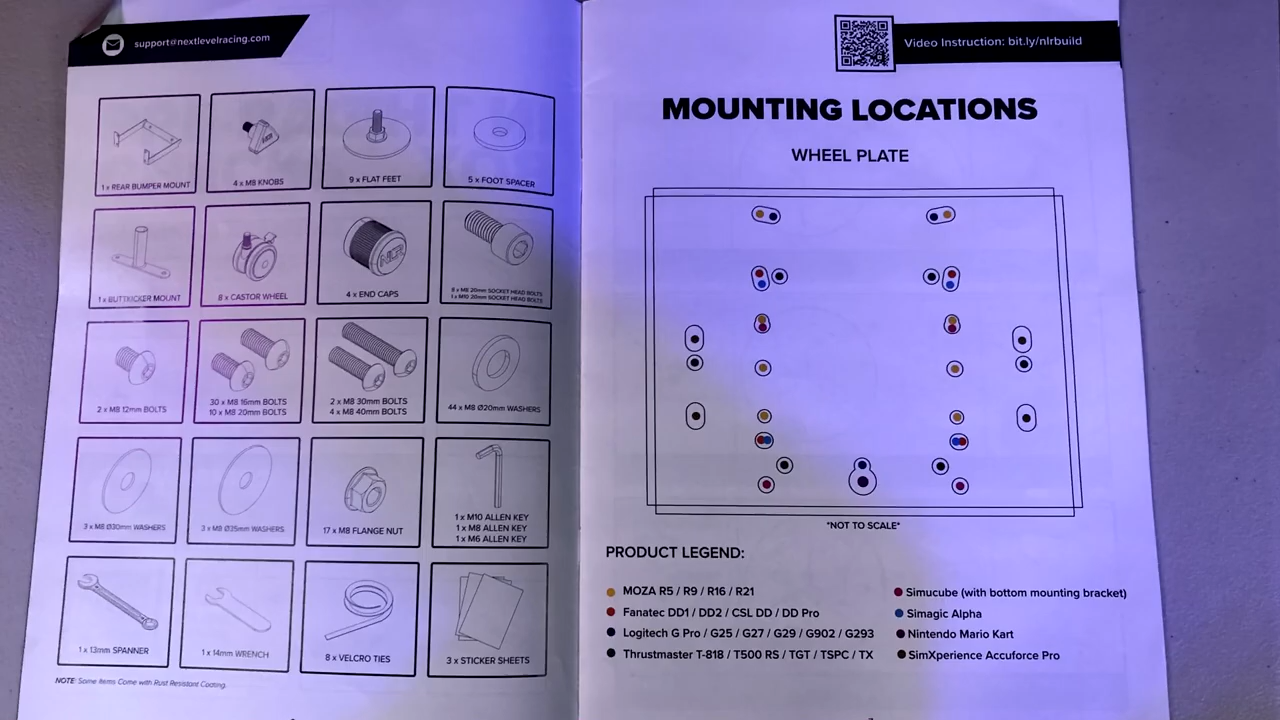 support@nextlevelracing.com
1 x REAR BUMPER MOUNT
4 x M8 KNOBS
9 x FLAT FEET
5 x FOOT SPACER
1 x BUTTKICKER MOUNT
8 x CASTOR WHEEL
NLR
4 x END CAPS
8 x M8 20mm SOCKET HEAD BOLTS
1 x M10 20mm SOCKET HEAD BOLTS
2 x M8 12mm BOLTS
30 x M8 16mm BOLTS
10 x M8 20mm BOLTS
2 x M8 30mm BOLTS
4 x M8 40mm BOLTS
44 x M8 Ø20mm WASHERS
3 x M8 Ø30mm WASHERS
3 x M8 Ø35mm WASHERS
17 x M8 FLANGE NUT
1 x M10 ALLEN KEY
1 x M8 ALLEN KEY
1 x M6 ALLEN KEY
1 x 13mm SPANNER
1 x 14mm WRENCH
8 x VELCRO TIES
3 x STICKER SHEETS
NOTE: Some Items Come with Rust Resistant Coating.
Video Instruction: bit.ly/nlrbuild
MOUNTING LOCATIONS
WHEEL PLATE
*NOT TO SCALE*
PRODUCT LEGEND:
MOZA R5 / R9 / R16 / R21
Fanatec DD1 / DD2 / CSL DD / DD Pro
Logitech G Pro / G25 / G27 / G29 / G902 / G293
Thrustmaster T-818 / T500 RS / TGT / TSPC / TX
Simucube (with bottom mounting bracket)
Simagic Alpha
Nintendo Mario Kart
SimXperience Accuforce Pro